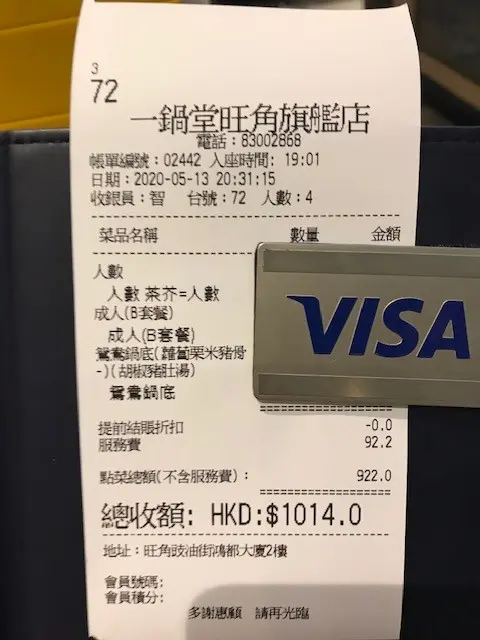 3
72
一鍋堂旺角旗艦店
電話：83002868
帳單編號：02442 入座時間: 19:01
日期：2020-05-13 20:31:15
收銀員：智 台號：72 人數：4
菜品名稱 數量 金額
人數
人數 茶芥=人數
成人(B套餐)
成人(B套餐)
鴛鴦鍋底(蘿蔔栗米豬骨
-)(胡椒豬肚湯)
鴛鴦鍋底
VISA
提前結賬折扣 -0.0
服務費 92.2
點菜總額(不含服務費)： 922.0
總收額: HKD:$1014.0
地址：旺角豉油街鴻都大廈2樓
會員號碼:
會員積分:
多謝惠顧 請再光臨